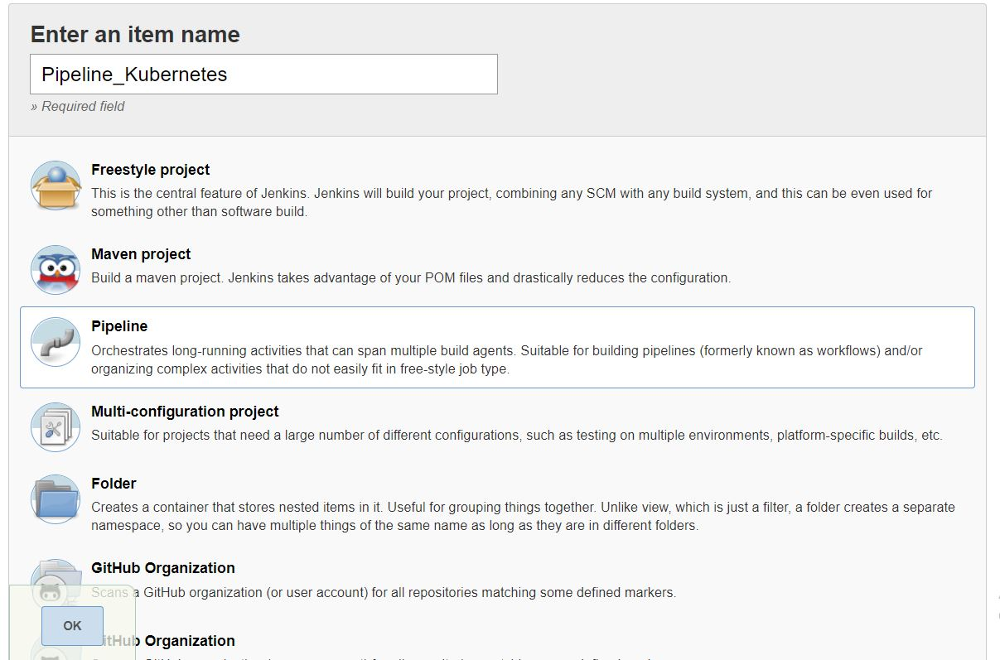 Enter an item name
Pipeline_Kubernetes
» Required field
Freestyle project
This is the central feature of Jenkins. Jenkins will build your project, combining any SCM with any build system, and this can be even used for
something other than software build.
Maven project
Build a maven project. Jenkins takes advantage of your POM files and drastically reduces the configuration.
Pipeline
Orchestrates long-running activities that can span multiple build agents. Suitable for building pipelines (formerly known as workflows) and/or
organizing complex activities that do not easily fit in free-style job type.
Multi-configuration project
Suitable for projects that need a large number of different configurations, such as testing on multiple environments, platform-specific builds, etc.
Folder
Creates a container that stores nested items in it. Useful for grouping things together. Unlike view, which is just a filter, a folder creates a separate
namespace, so you can have multiple things of the same name as long as they are in different folders.
GitHub Organization
Scans a GitHub organization (or user account) for all repositories matching some defined markers.
OK
GitHub Organization